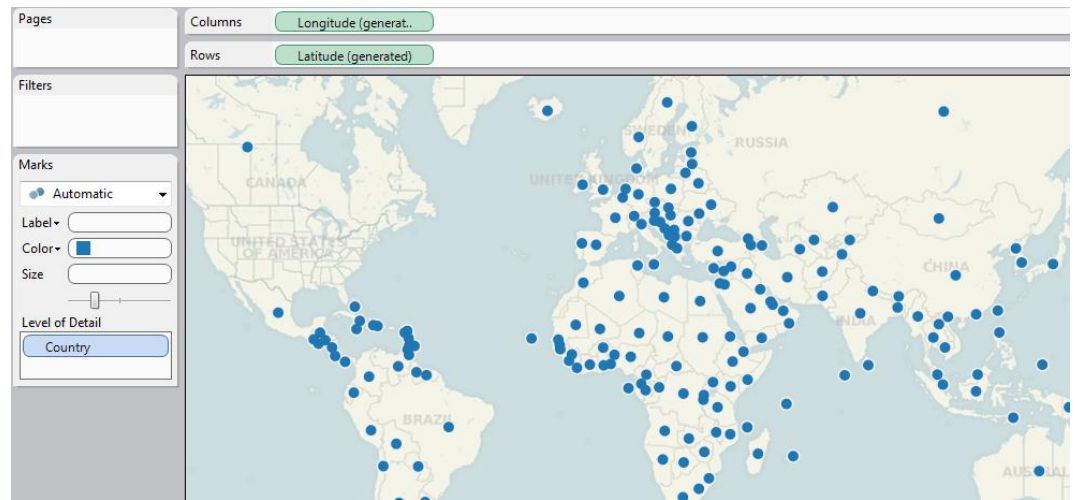 Pages
Columns
Longitude (generat..
Rows
Latitude (generated)
Filters
Marks
Automatic
Label
Color
Size
Level of Detail
Country
SWEDEN
RUSSIA
CANADA
UNITED KINGDOM
UNITED STATES
OF AMERICA
CHINA
INDIA
BRAZIL
AUSTRAL